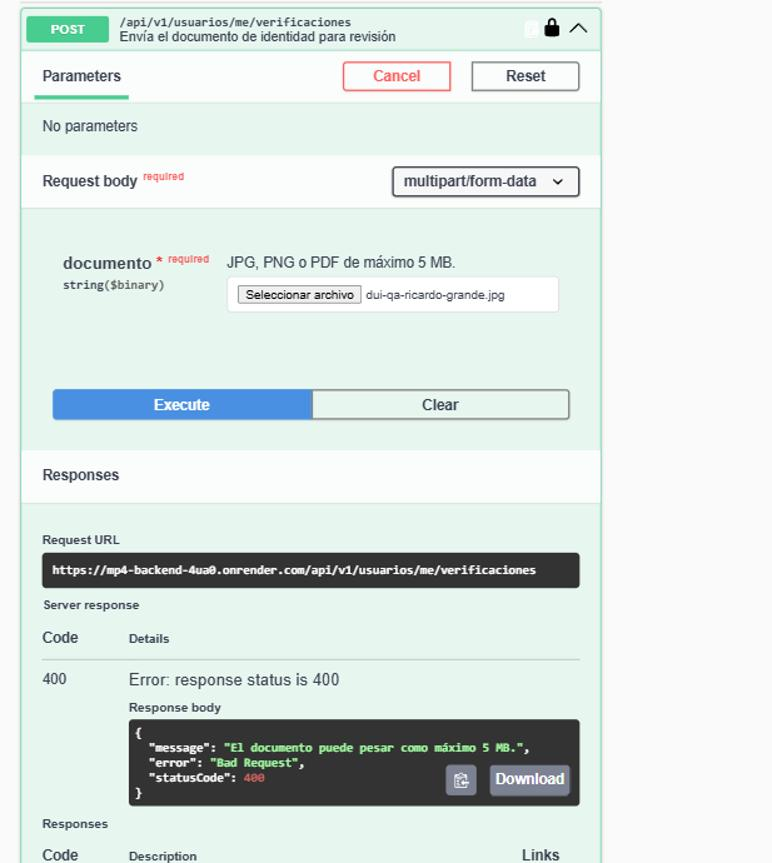 POST /api/v1/usuarios/me/verificaciones
Envía el documento de identidad para revisión
Parameters Cancel Reset
No parameters
Request body required multipart/form-data
documento * required JPG, PNG o PDF de máximo 5 MB.
string($binary) Seleccionar archivo dui-qa-ricardo-grande.jpg
Execute Clear
Responses
Request URL
https://mp4-backend-4ua0.onrender.com/api/v1/usuarios/me/verificaciones
Server response
Code Details
400 Error: response status is 400
Response body
{
"message": "El documento puede pesar como máximo 5 MB.",
"error": "Bad Request",
"statusCode": 400
}
Download
Responses
Code Description Links